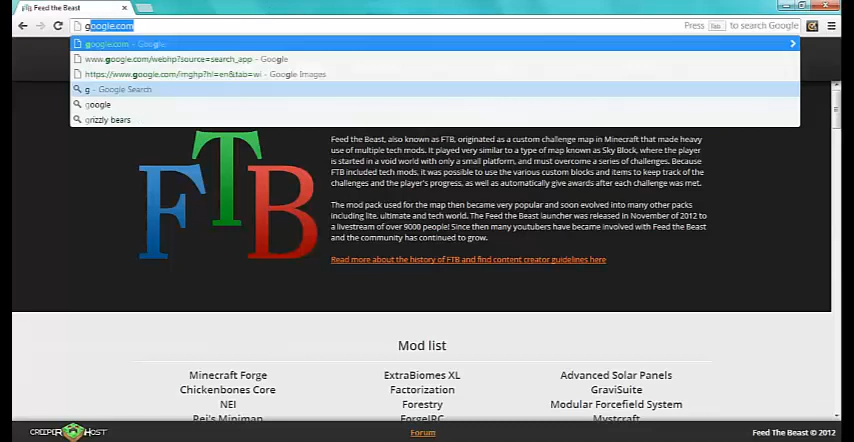 Feed the Beast
google.com
Press Tab to search Google
google.com - Google
www.google.com/webhp?source=search_app - Google
https://www.google.com/imghp?hl=en&tab=wi - Google Images
g - Google Search
google
grizzly bears
FTB
Feed the Beast, also known as FTB, originated as a custom challenge map in Minecraft that made heavy
use of multiple tech mods. It played very similar to a type of map known as Sky Block, where the player
is started in a void world with only a small platform, and must overcome a series of challenges. Because
FTB included tech mods, it was possible to use the various custom blocks and items to keep track of the
challenges and the player's progress, as well as automatically give awards after each challenge was met.
The mod pack used for the map then became very popular and soon evolved into many other packs
including lite, ultimate and tech world. The Feed the Beast launcher was released in November of 2012 to
a livestream of over 9000 people! Since then many youtubers have became involved with Feed the Beast
and the community has continued to grow.
Read more about the history of FTB and find content creator guidelines here
Mod list
Minecraft Forge ExtraBiomes XL Advanced Solar Panels
Chickenbones Core Factorization GraviSuite
NEI Forestry Modular Forcefield System
Rei's Minimap ForgeIRC Mystcraft
CREEPER HOST Forum Feed The Beast © 2012